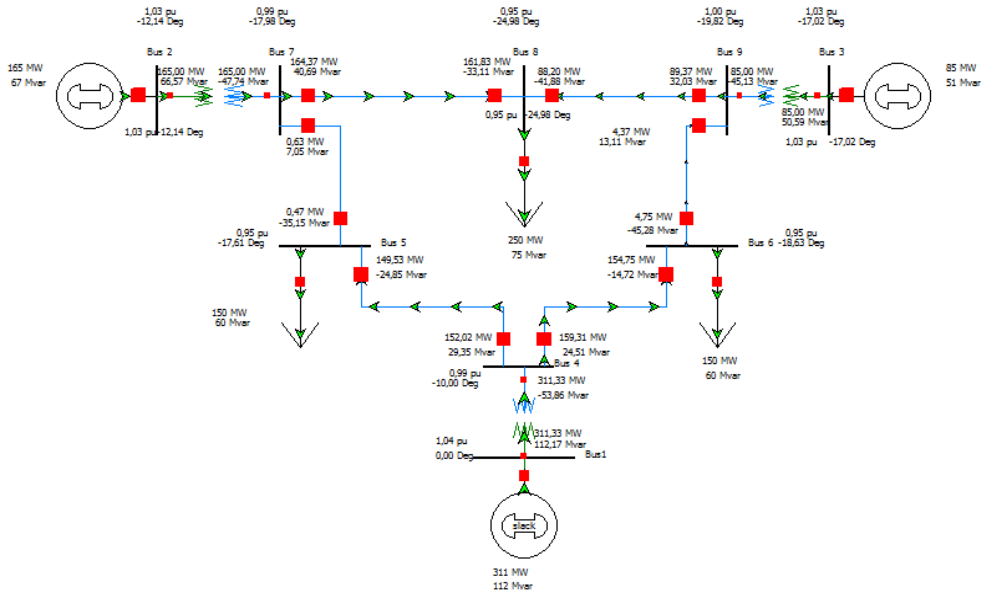 1,03 pu
-12,14 Deg
0,99 pu
-17,98 Deg
0,95 pu
-24,98 Deg
1,00 pu
-19,82 Deg
1,03 pu
-17,02 Deg
Bus 2
Bus 7
Bus 8
Bus 9
Bus 3
165 MW
67 Mvar
165,00 MW
66,57 Mvar
165,00 MW
-47,74 Mvar
164,37 MW
40,69 Mvar
161,83 MW
-33,11 Mvar
88,20 MW
-41,88 Mvar
89,37 MW
32,03 Mvar
85,00 MW
-45,13 Mvar
85,00 MW
50,59 Mvar
85 MW
51 Mvar
1,03 pu
-12,14 Deg
0,95 pu
-24,98 Deg
1,03 pu
-17,02 Deg
0,63 MW
7,05 Mvar
4,37 MW
13,11 Mvar
0,47 MW
-35,15 Mvar
4,75 MW
-45,28 Mvar
0,95 pu
-17,61 Deg
Bus 5
250 MW
75 Mvar
Bus 6
0,95 pu
-18,63 Deg
149,53 MW
-24,85 Mvar
154,75 MW
-14,72 Mvar
150 MW
60 Mvar
152,02 MW
29,35 Mvar
159,31 MW
24,51 Mvar
150 MW
60 Mvar
Bus 4
0,99 pu
-10,00 Deg
311,33 MW
-53,86 Mvar
311,33 MW
112,17 Mvar
1,04 pu
0,00 Deg
Bus1
slack
311 MW
112 Mvar